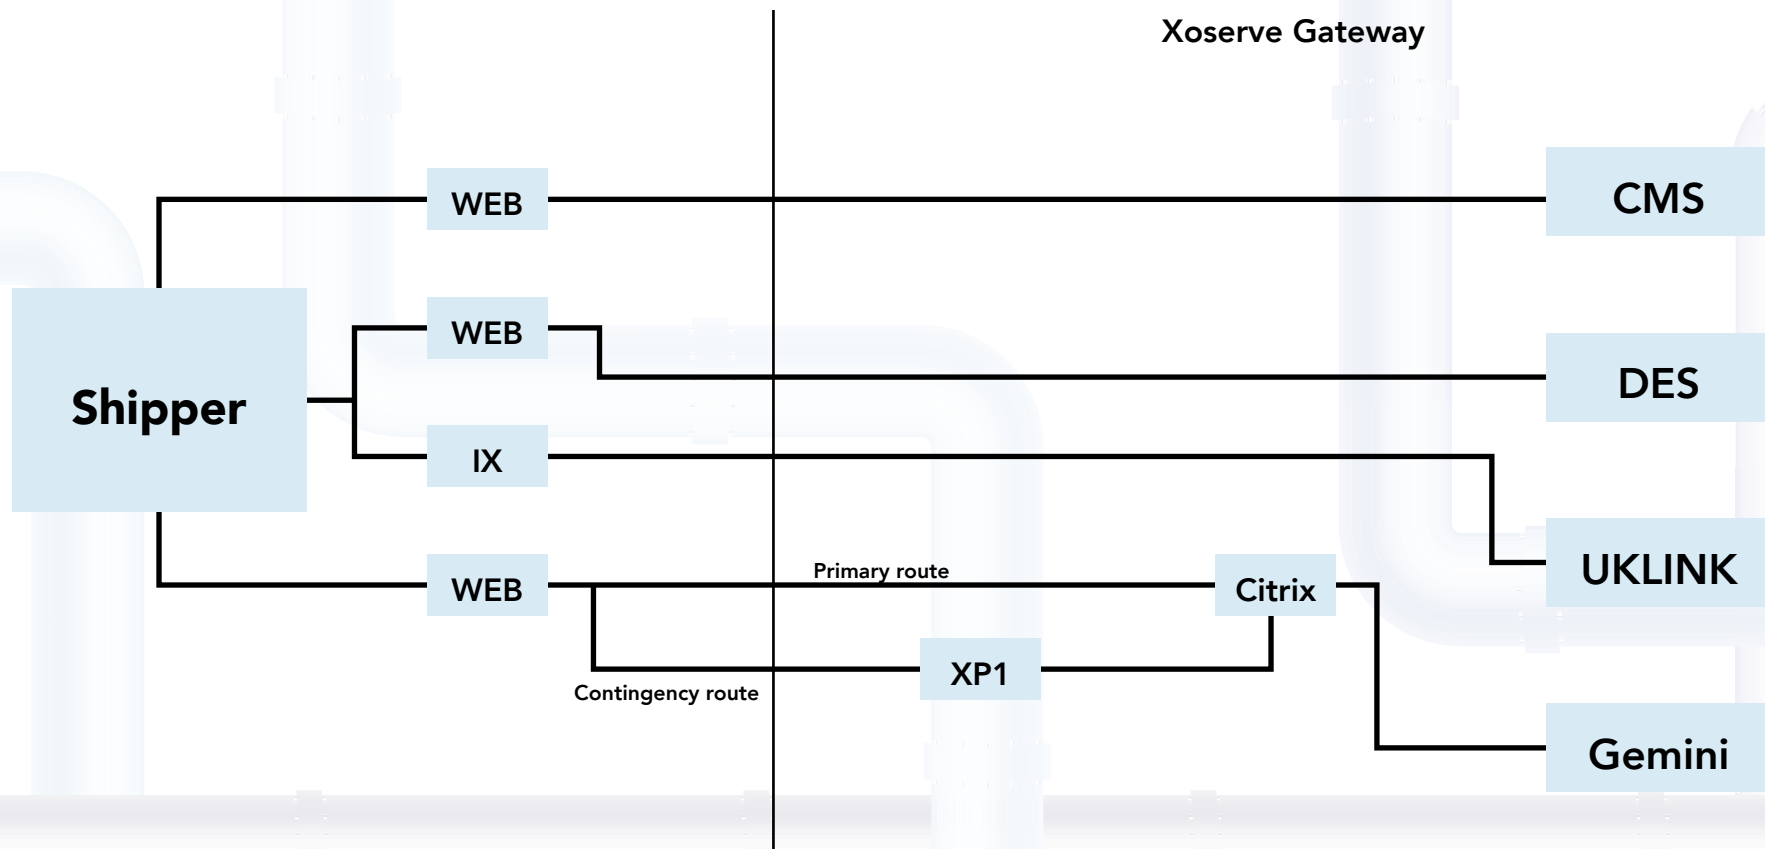 Xoserve Gateway
WEB
CMS
WEB
DES
Shipper
IX
UKLINK
Primary route
WEB
Citrix
XP1
Contingency route
Gemini